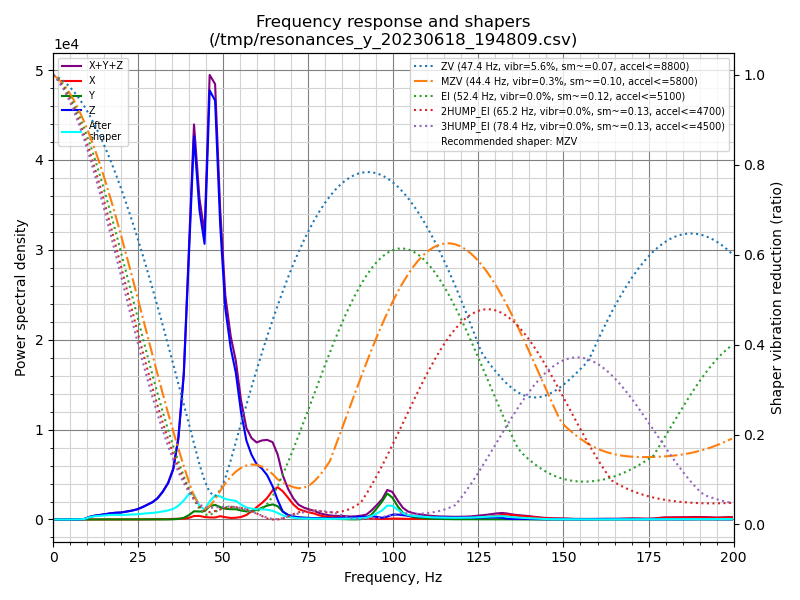 Frequency response and shapers
(/tmp/resonances_y_20230618_194809.csv)
1e4
X+Y+Z
X
Y
Z
After
shaper
ZV (47.4 Hz, vibr=5.6%, sm~=0.07, accel<=8800)
MZV (44.4 Hz, vibr=0.3%, sm~=0.10, accel<=5800)
EI (52.4 Hz, vibr=0.0%, sm~=0.12, accel<=5100)
2HUMP_EI (65.2 Hz, vibr=0.0%, sm~=0.13, accel<=4700)
3HUMP_EI (78.4 Hz, vibr=0.0%, sm~=0.13, accel<=4500)
Recommended shaper: MZV
5
4
3
2
1
0
Power spectral density
1.0
0.8
0.6
0.4
0.2
0.0
Shaper vibration reduction (ratio)
0 25 50 75 100 125 150 175 200
Frequency, Hz